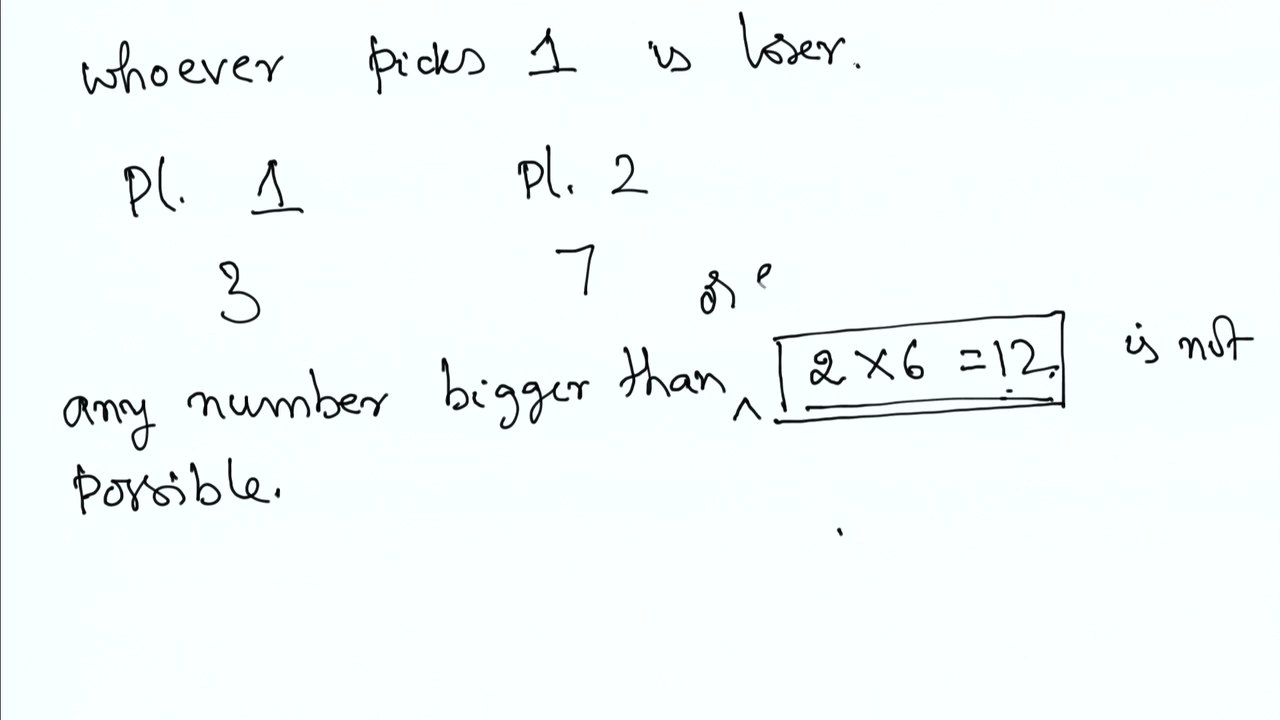 whoever picks 1 is loser.
Pl. 1 Pl. 2
3 7 or
any number bigger than ^ 2 × 6 = 12. is not
possible.